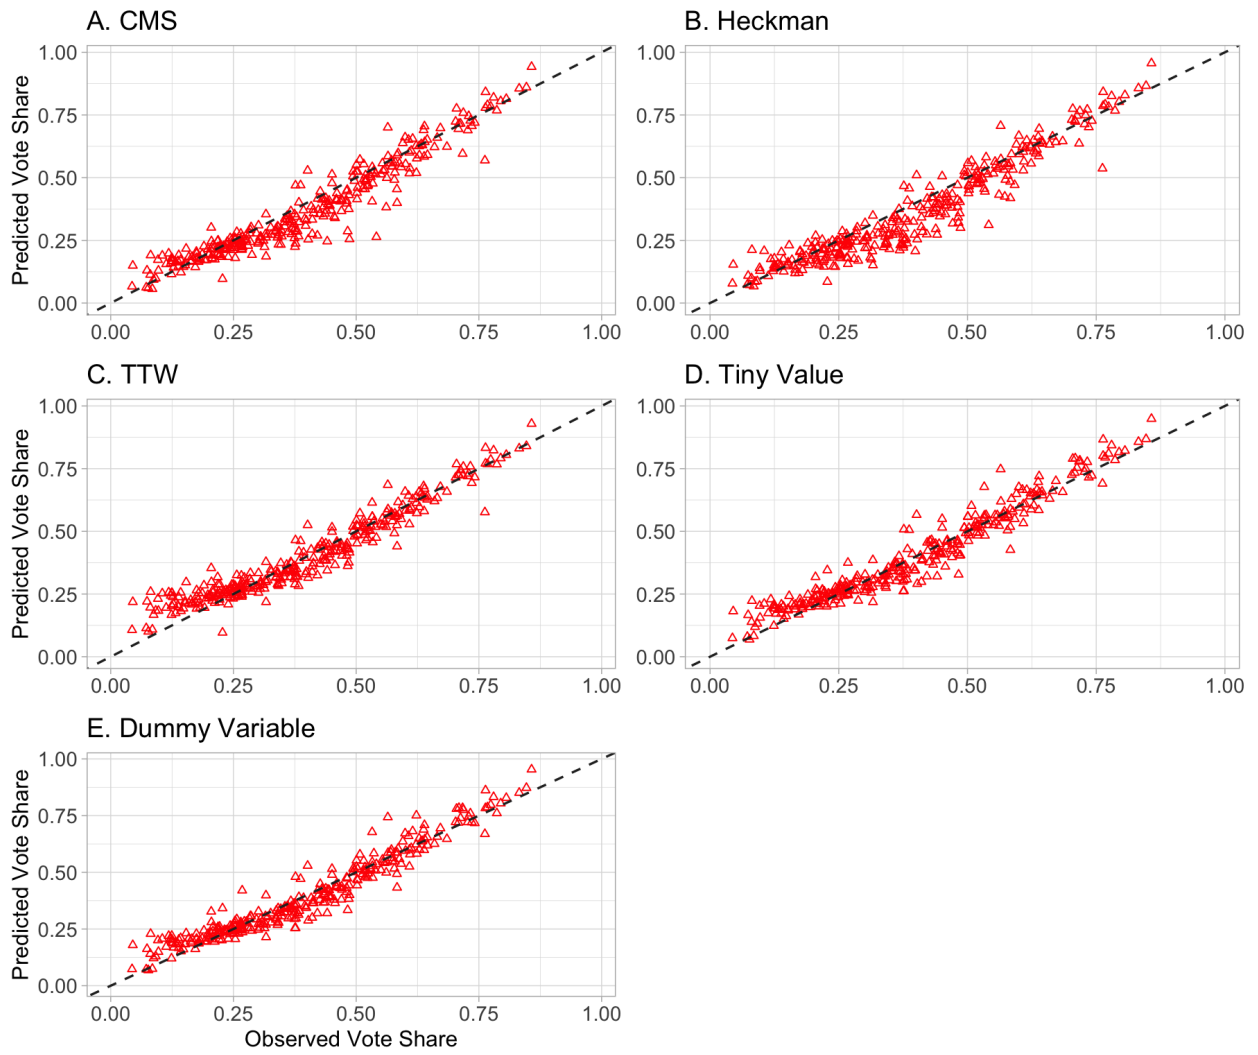 A. CMS
Predicted Vote Share
1.00
0.75
0.50
0.25
0.00
0.00 0.25 0.50 0.75 1.00
B. Heckman
1.00
0.75
0.50
0.25
0.00
0.00 0.25 0.50 0.75 1.00
C. TTW
Predicted Vote Share
1.00
0.75
0.50
0.25
0.00
0.00 0.25 0.50 0.75 1.00
D. Tiny Value
1.00
0.75
0.50
0.25
0.00
0.00 0.25 0.50 0.75 1.00
E. Dummy Variable
Predicted Vote Share
1.00
0.75
0.50
0.25
0.00
0.00 0.25 0.50 0.75 1.00
Observed Vote Share